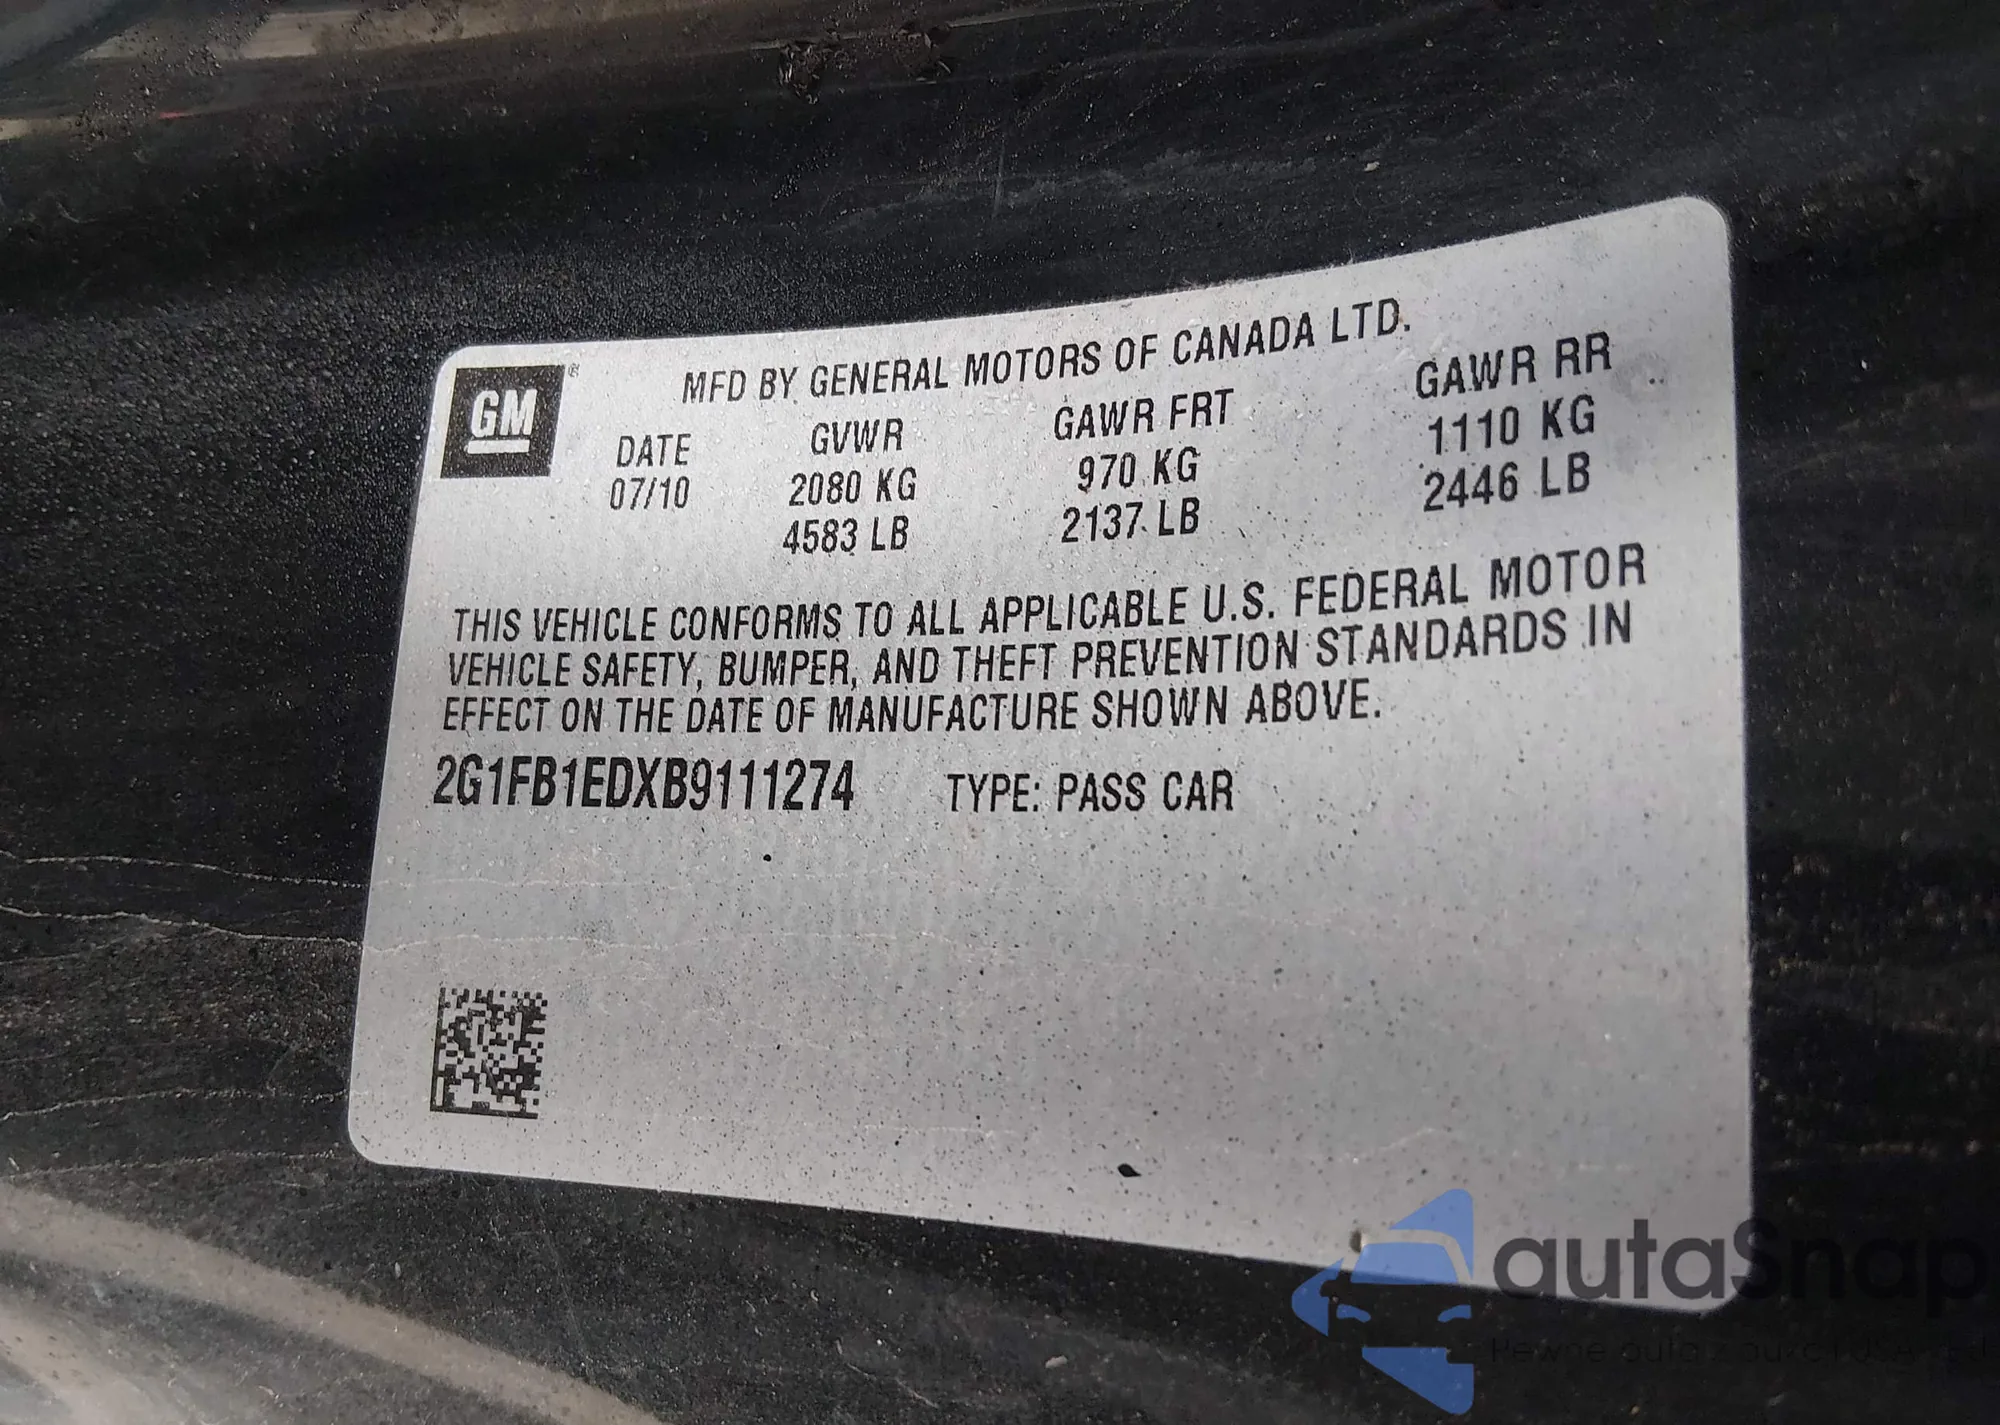 GM ®
MFD BY GENERAL MOTORS OF CANADA LTD.
DATE GVWR GAWR FRT GAWR RR
07/10 2080 KG 970 KG 1110 KG
4583 LB 2137 LB 2446 LB
THIS VEHICLE CONFORMS TO ALL APPLICABLE U.S. FEDERAL MOTOR
VEHICLE SAFETY, BUMPER, AND THEFT PREVENTION STANDARDS IN
EFFECT ON THE DATE OF MANUFACTURE SHOWN ABOVE.
2G1FB1EDXB9111274 TYPE: PASS CAR
autaSnap
Pewne auta z aukcji